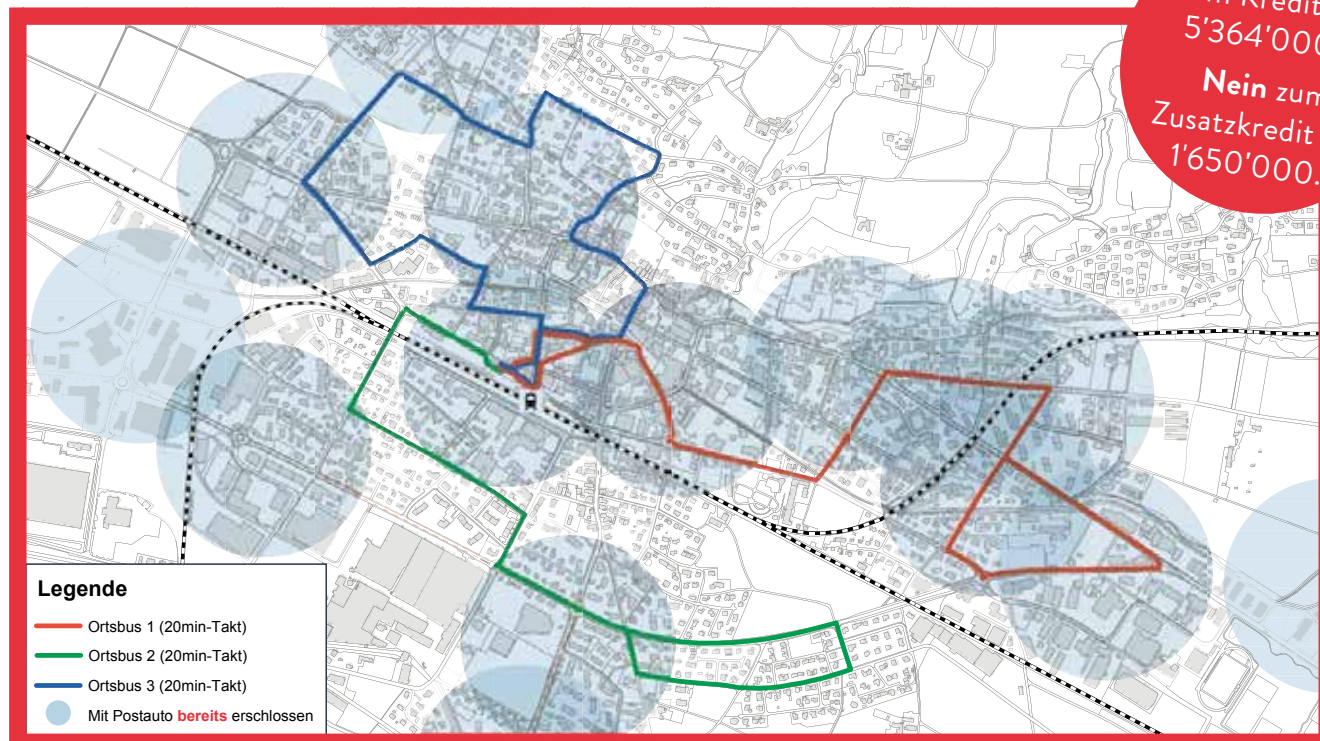 Kredit
5'364'000
Nein zum
Zusatzkredit
1'650'000.
Legende
Ortsbus 1 (20min-Takt)
Ortsbus 2 (20min-Takt)
Ortsbus 3 (20min-Takt)
Mit Postauto bereits erschlossen